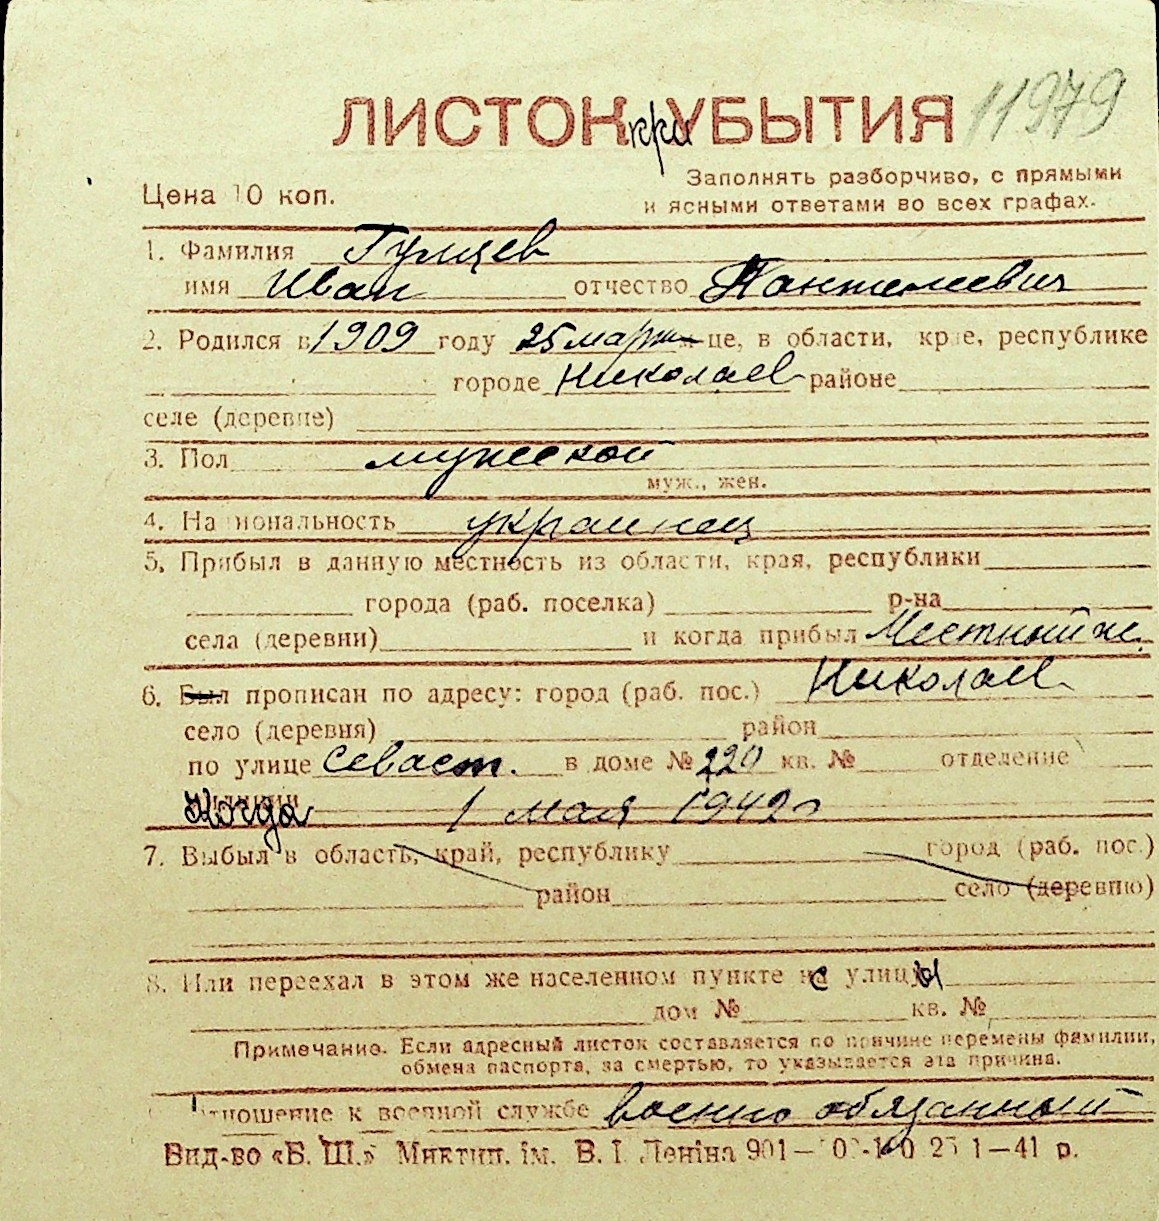 ЛИСТОК при УБЫТИЯ 11979
Цена 10 коп.
Заполнять разборчиво, с прямыми
и ясными ответами во всех графах.
1. Фамилия
имя Иван отчество Пантелеевич
2. Родился в 1909 году 25 март це, в области, крае, республике
городе Николаев районе
селе (деревне)
3. Пол мужской
муж., жен.
4. Национальность украинец
5. Прибыл в данную местность из области, края, республики
города (раб. поселка) р-на
села (деревни) и когда прибыл Местный ж.
6. Был прописан по адресу: город (раб. пос.) Николаев
село (деревня) район
по улице Севаст. в доме № 220 кв. № отделение
милиции Когда 1 мая 1942 г
7. Выбыл в область, край, республику город (раб. пос.)
район село (деревню)
8. Или переехал в этом же населенном пункте с улицы
дом № кв. №
Примечание. Если адресный листок составляется по причине перемены фамилии,
обмена паспорта, за смертью, то указывается эта причина.
Отношение к военной службе военно обязанный
Вид-во «Б. Ш.» Миктип. ім. В. І. Леніна 901— 1—41 р.